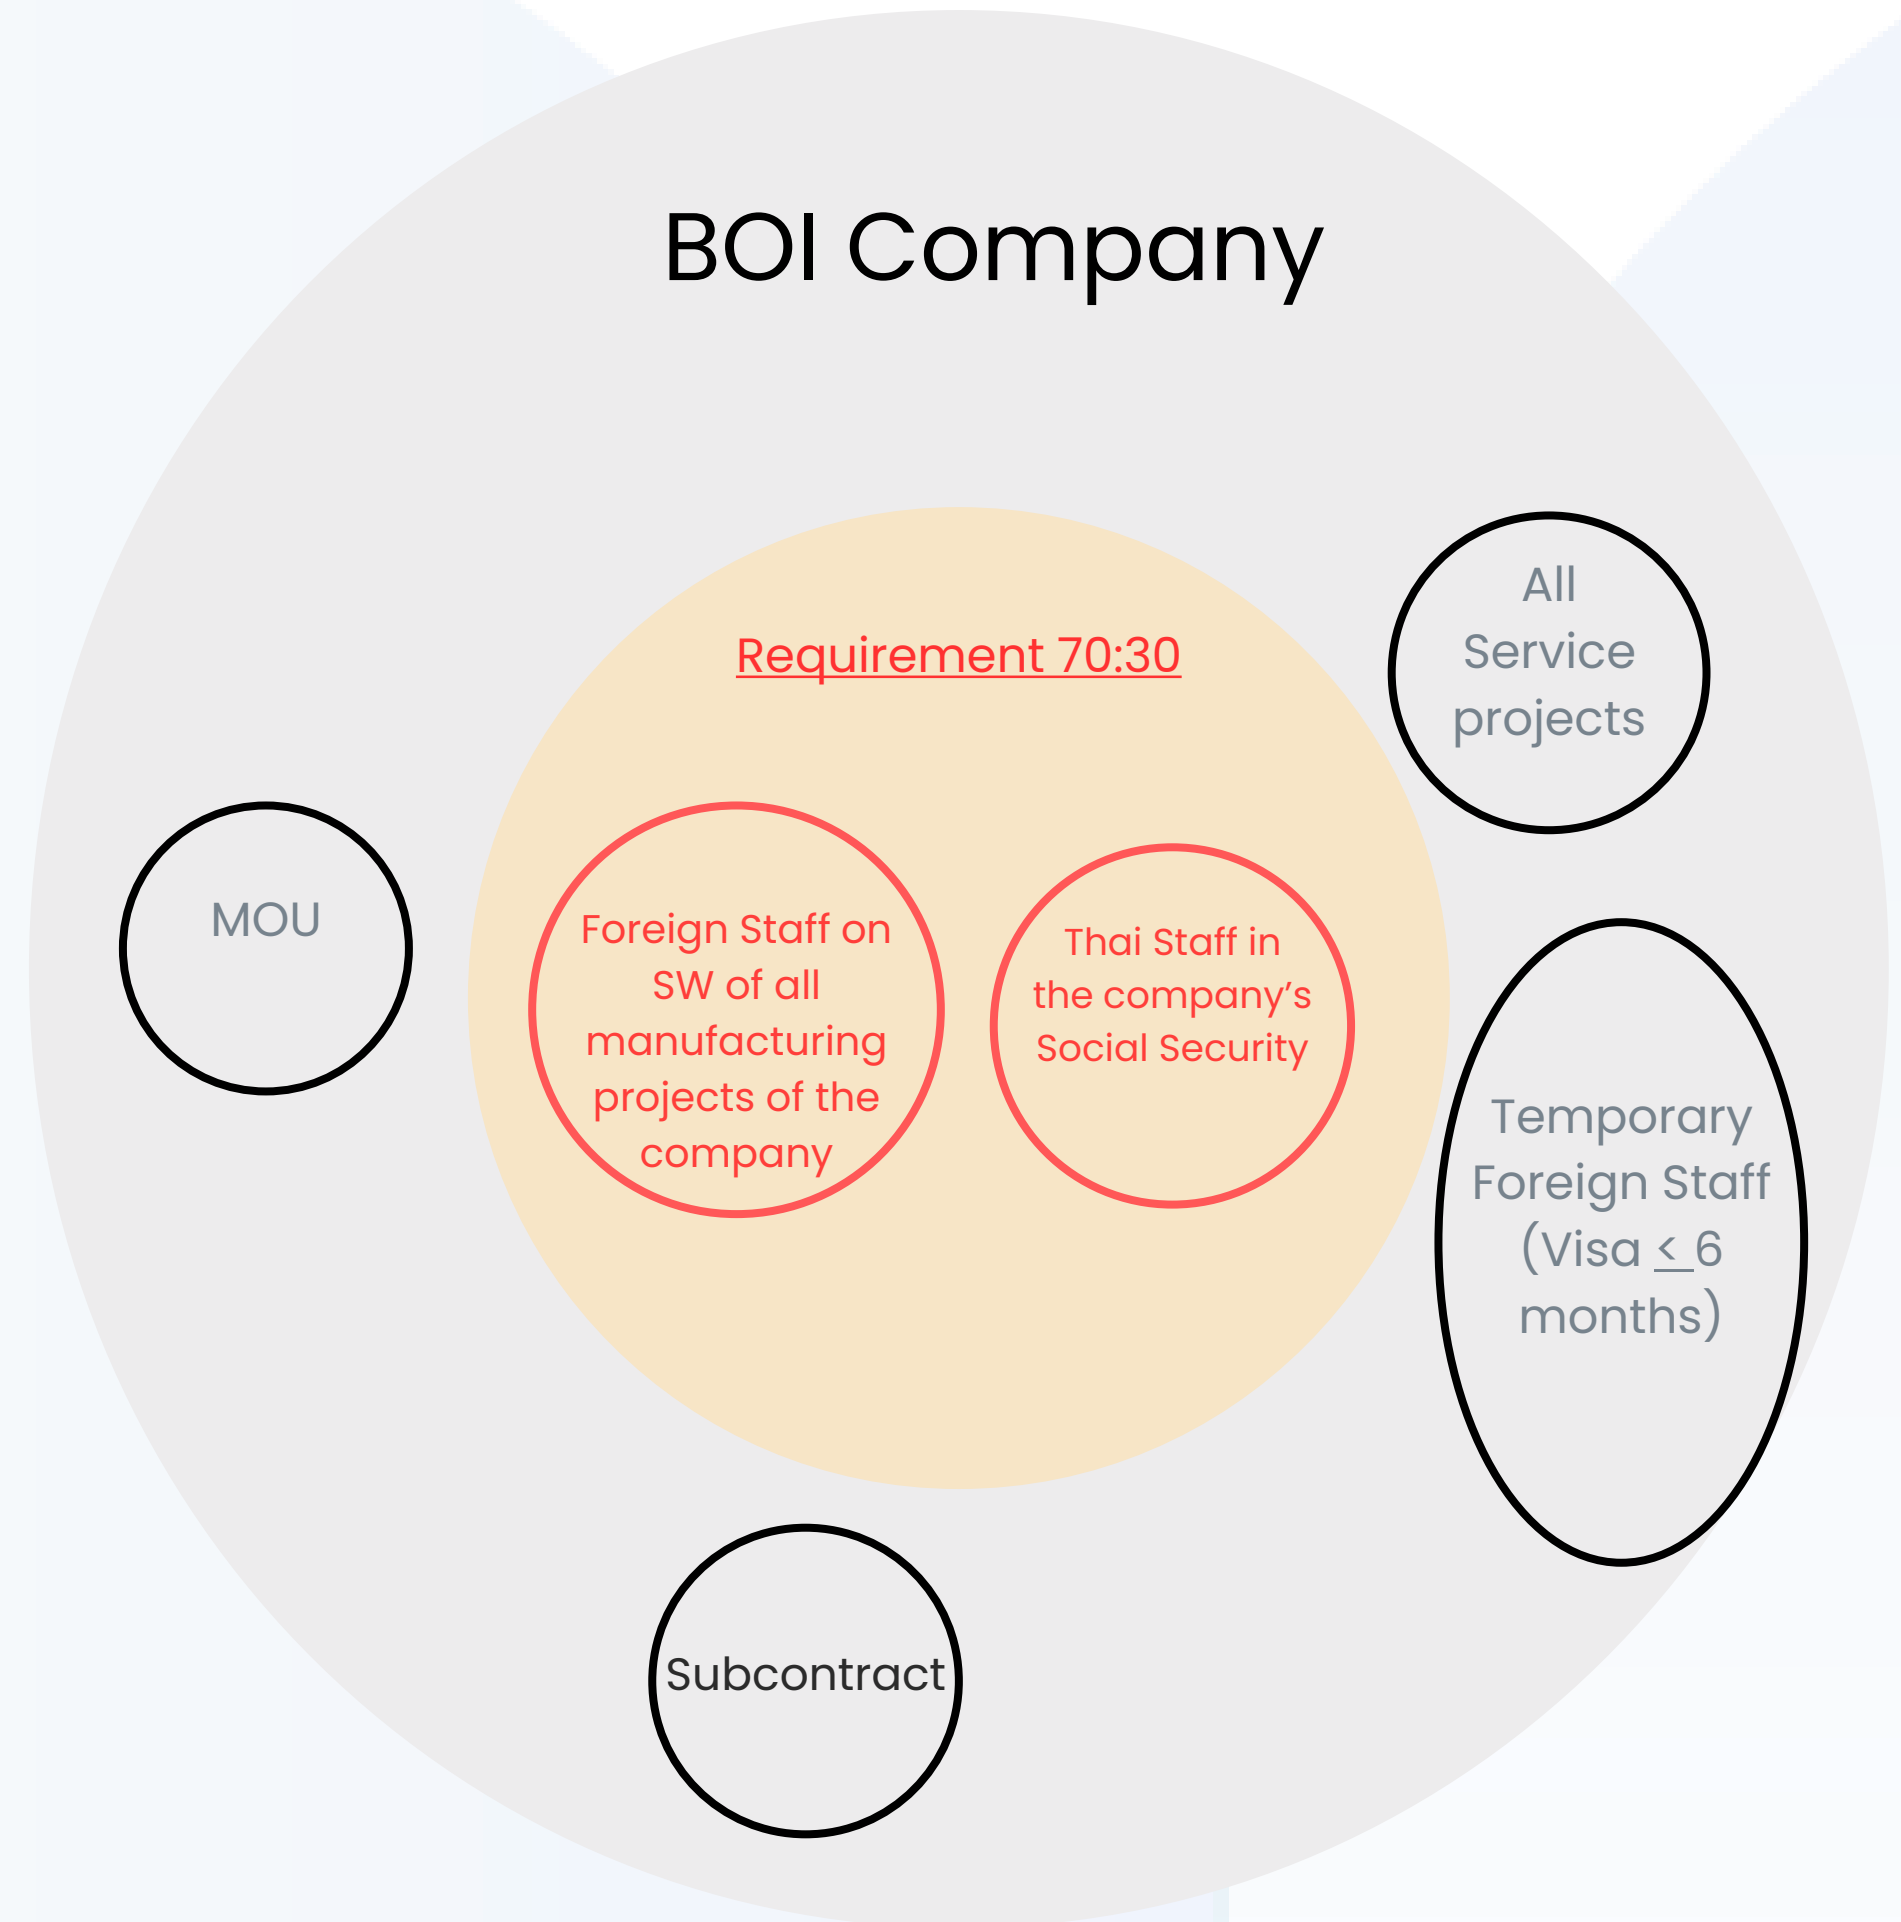 BOI Company
Requirement 70:30
All
Service
projects
MOU
Foreign Staff on
SW of all
manufacturing
projects of the
company
Thai Staff in
the company’s
Social Security
Temporary
Foreign Staff
(Visa < 6
months)
Subcontract